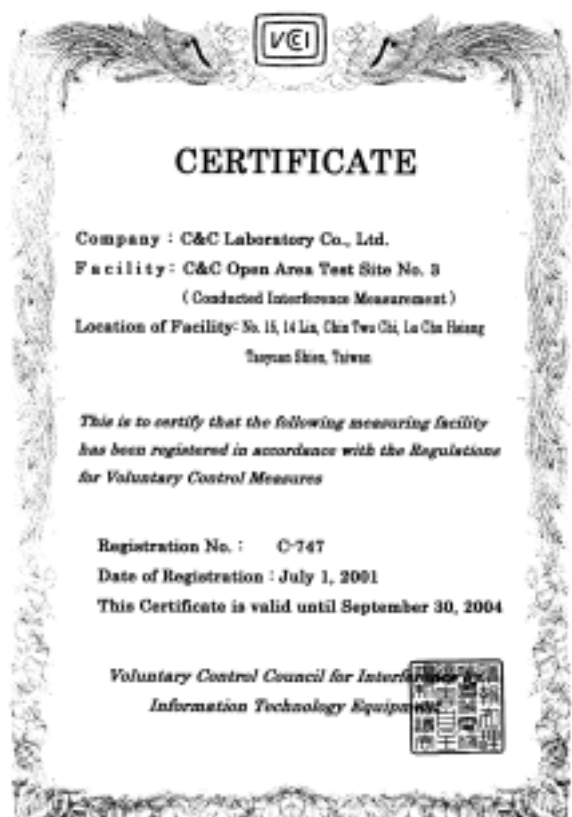 VCI
CERTIFICATE
Company : C&C Laboratory Co., Ltd.
Facility : C&C Open Area Test Site No. 3
( Conducted Interference Measurement )
Location of Facility: No. 15, 14 Lin, Chin Twu Chi, Lu Chu Hsiang
Taoyuan Shien, Taiwan
This is to certify that the following measuring facility
has been registered in accordance with the Regulations
for Voluntary Control Measures
Registration No. : C-747
Date of Registration : July 1, 2001
This Certificate is valid until September 30, 2004
Voluntary Control Council for Interference by
Information Technology Equipment